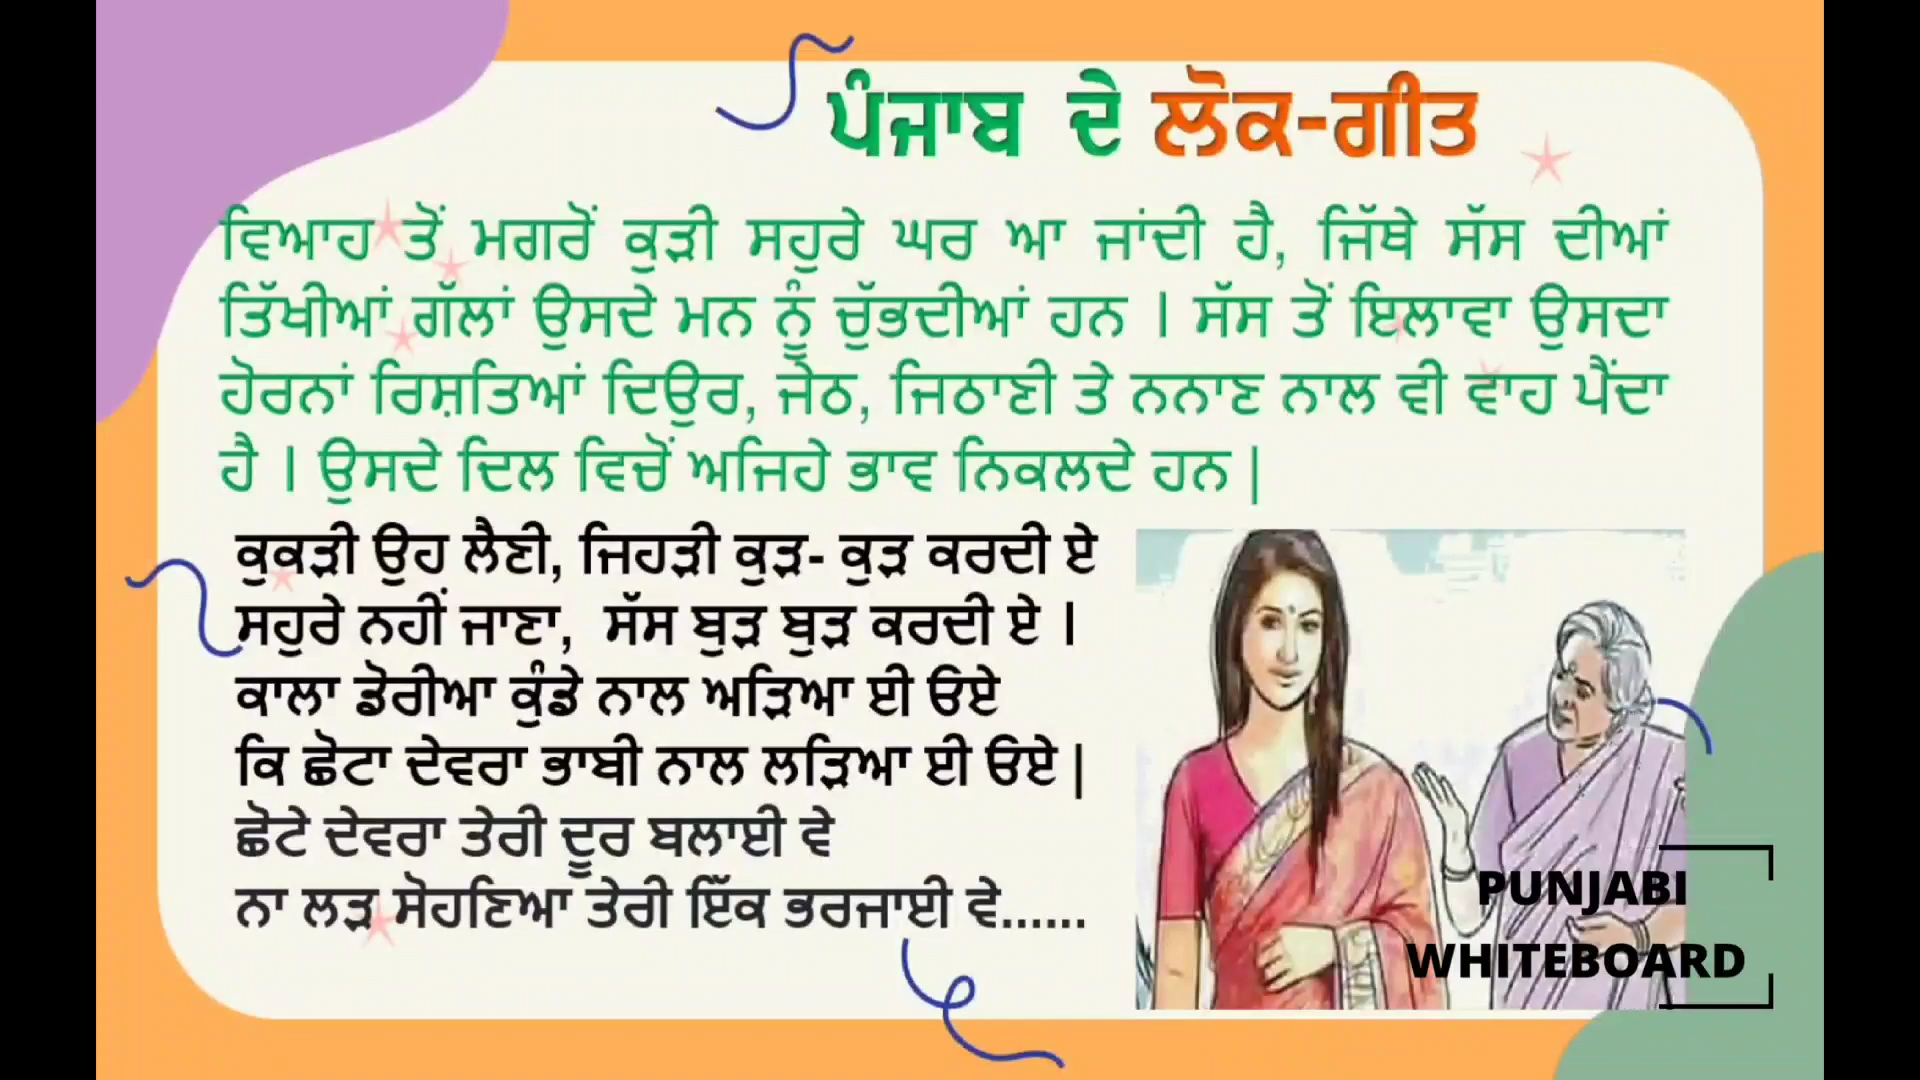 ਪੰਜਾਬ ਦੇ ਲੋਕ-ਗੀਤ
ਵਿਆਹ ਤੋਂ ਮਗਰੋਂ ਕੁੜੀ ਸਹੁਰੇ ਘਰ ਆ ਜਾਂਦੀ ਹੈ, ਜਿੱਥੇ ਸੱਸ ਦੀਆਂ
ਤਿੱਖੀਆਂ ਗੱਲਾਂ ਉਸਦੇ ਮਨ ਨੂੰ ਚੁੱਭਦੀਆਂ ਹਨ । ਸੱਸ ਤੋਂ ਇਲਾਵਾ ਉਸਦਾ
ਹੋਰਨਾਂ ਰਿਸ਼ਤਿਆਂ ਦਿਉਰ, ਜੇਠ, ਜਿਠਾਣੀ ਤੇ ਨਨਾਣ ਨਾਲ ਵੀ ਵਾਹ ਪੈਂਦਾ
ਹੈ । ਉਸਦੇ ਦਿਲ ਵਿਚੋਂ ਅਜਿਹੇ ਭਾਵ ਨਿਕਲਦੇ ਹਨ |
ਕੁਕੜੀ ਉਹ ਲੈਣੀ, ਜਿਹੜੀ ਕੁੜ- ਕੁੜ ਕਰਦੀ ਏ
ਸਹੁਰੇ ਨਹੀਂ ਜਾਣਾ, ਸੱਸ ਬੁੜ ਬੁੜ ਕਰਦੀ ਏ ।
ਕਾਲਾ ਡੋਰੀਆ ਕੁੰਡੇ ਨਾਲ ਅੜਿਆ ਈ ਓਏ
ਕਿ ਛੋਟਾ ਦੇਵਰਾ ਭਾਬੀ ਨਾਲ ਲੜਿਆ ਈ ਓਏ |
ਛੋਟੇ ਦੇਵਰਾ ਤੇਰੀ ਦੂਰ ਬਲਾਈ ਵੇ
ਨਾ ਲੜ ਸੋਹਣਿਆ ਤੇਰੀ ਇੱਕ ਭਰਜਾਈ ਵੇ......
PUNJABI
WHITEBOARD